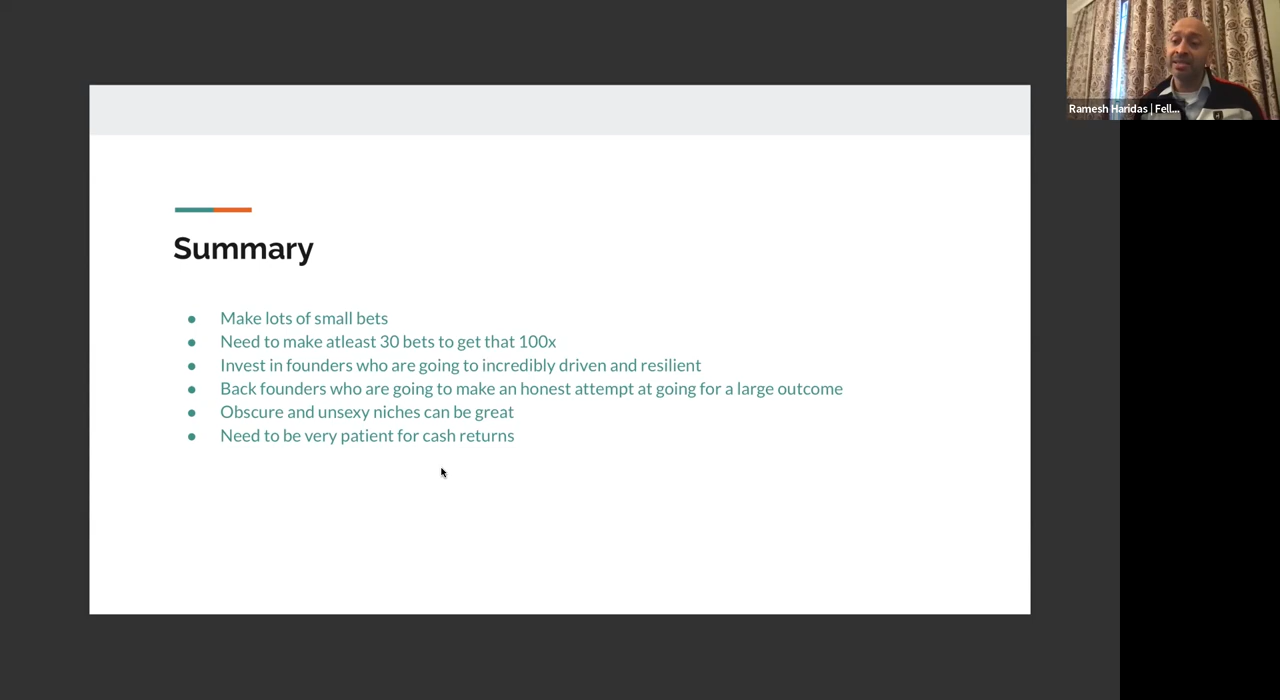 Ramesh Haridas | Fell...
Summary
● Make lots of small bets
● Need to make atleast 30 bets to get that 100x
● Invest in founders who are going to incredibly driven and resilient
● Back founders who are going to make an honest attempt at going for a large outcome
● Obscure and unsexy niches can be great
● Need to be very patient for cash returns